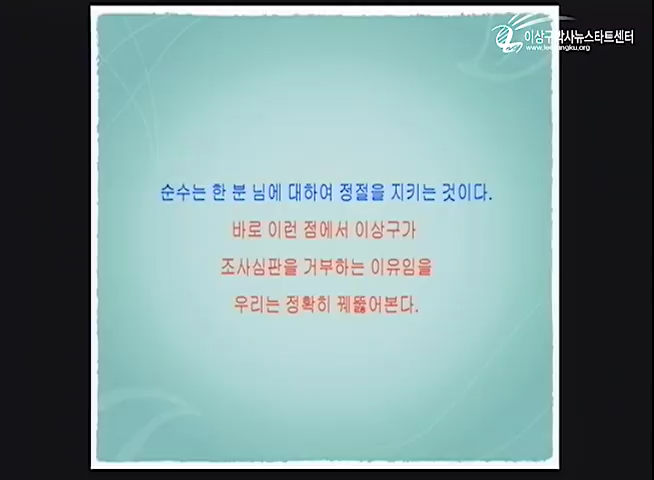 이상구박사뉴스타트센터
www.leesangku.org
순수는 한 분 님에 대하여 정절을 지키는 것이다.
바로 이런 점에서 이상구가
조사심판을 거부하는 이유임을
우리는 정확히 꿰뚫어본다.